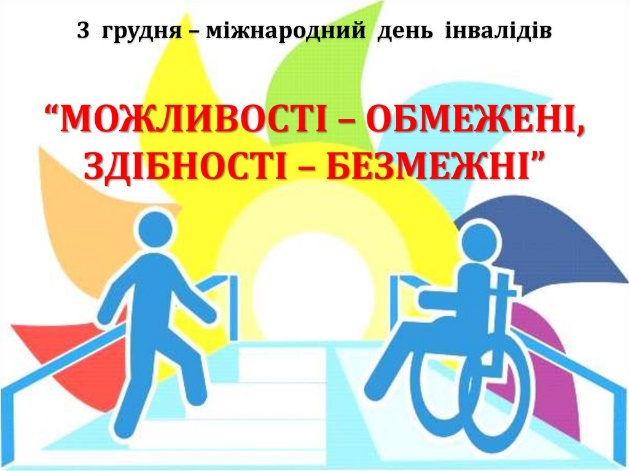 3 грудня – міжнародний день інвалідів
“МОЖЛИВОСТІ – ОБМЕЖЕНІ,
ЗДІБНОСТІ – БЕЗМЕЖНІ”